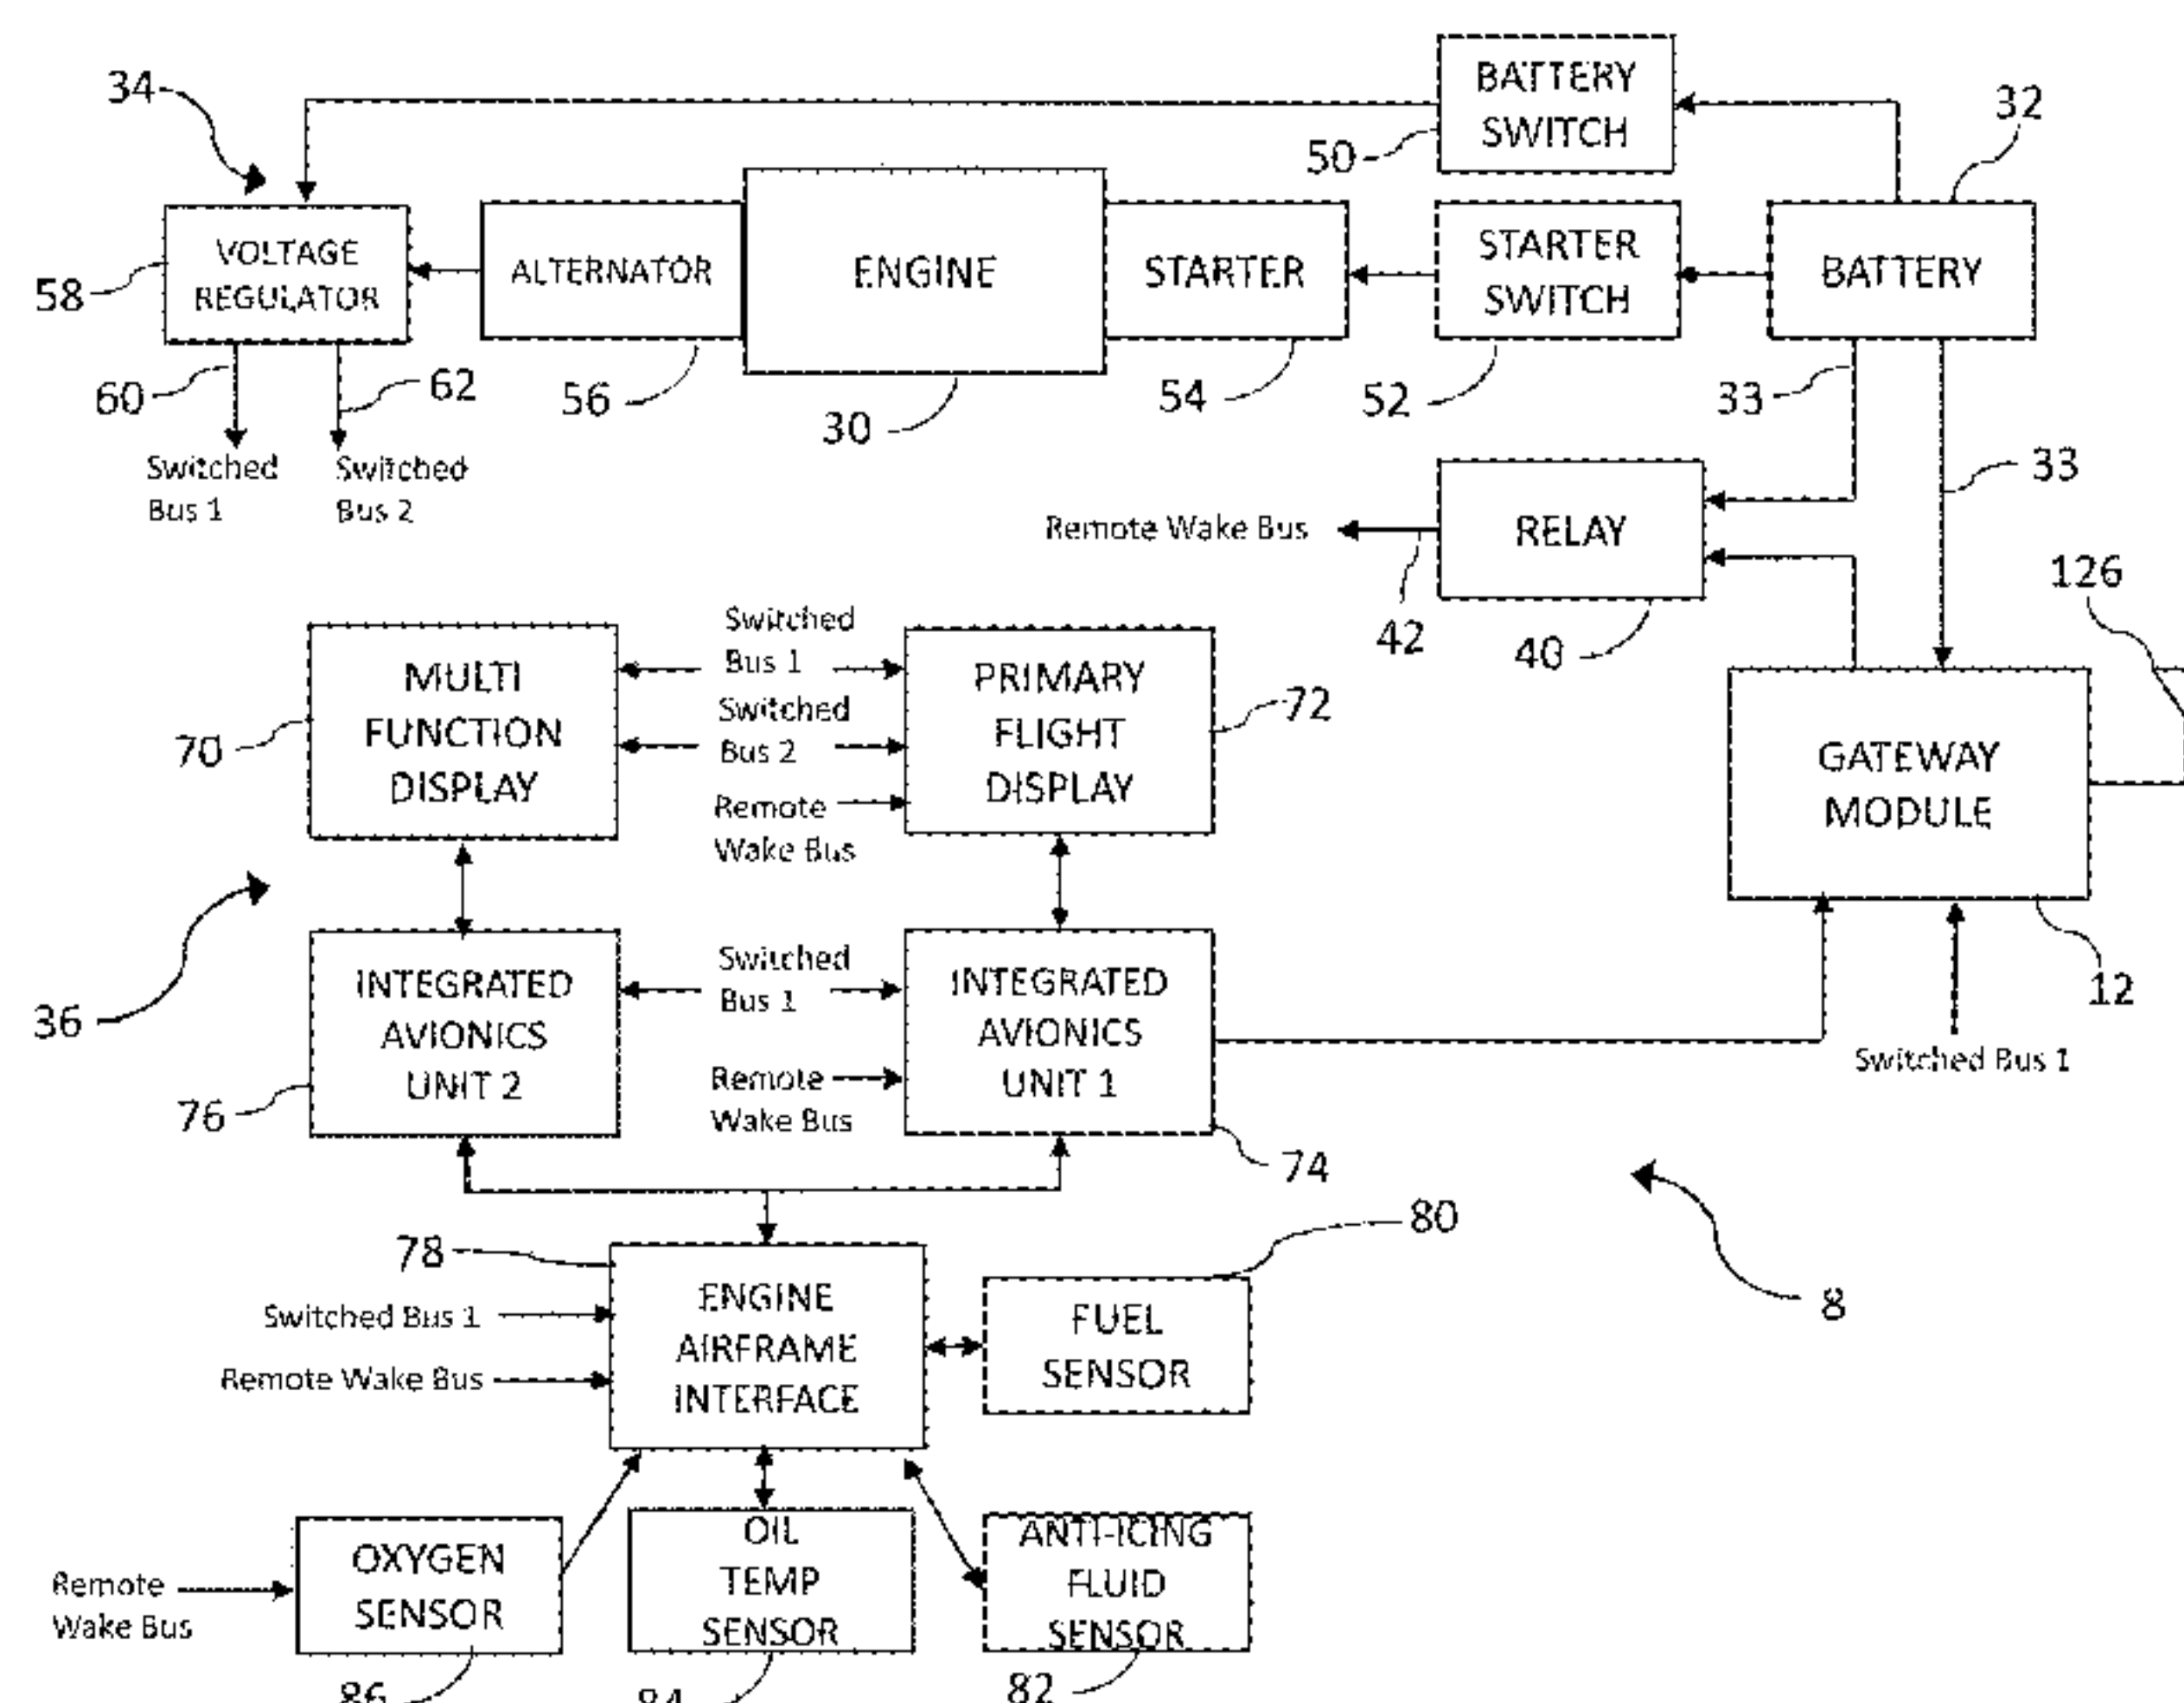 34
BATTERY
SWITCH
50
32
VOLTAGE
REGULATOR
58
ALTERNATOR
56
ENGINE
30
STARTER
54
STARTER
SWITCH
52
BATTERY
33
33
60
62
Switched
Bus 1
Switched
Bus 2
Remote Wake Bus
42
RELAY
40
126
MULTI
FUNCTION
DISPLAY
70
Switched
Bus 1
Switched
Bus 2
Remote
Wake Bus
PRIMARY
FLIGHT
DISPLAY
72
GATEWAY
MODULE
12
Switched Bus 1
36
INTEGRATED
AVIONICS
UNIT 2
76
Switched
Bus 1
Remote
Wake Bus
INTEGRATED
AVIONICS
UNIT 1
74
8
78
Switched Bus 1
Remote Wake Bus
ENGINE
AIRFRAME
INTERFACE
80
FUEL
SENSOR
Remote
Wake Bus
OXYGEN
SENSOR
86
OIL
TEMP
SENSOR
84
ANTI-ICING
FLUID
SENSOR
82